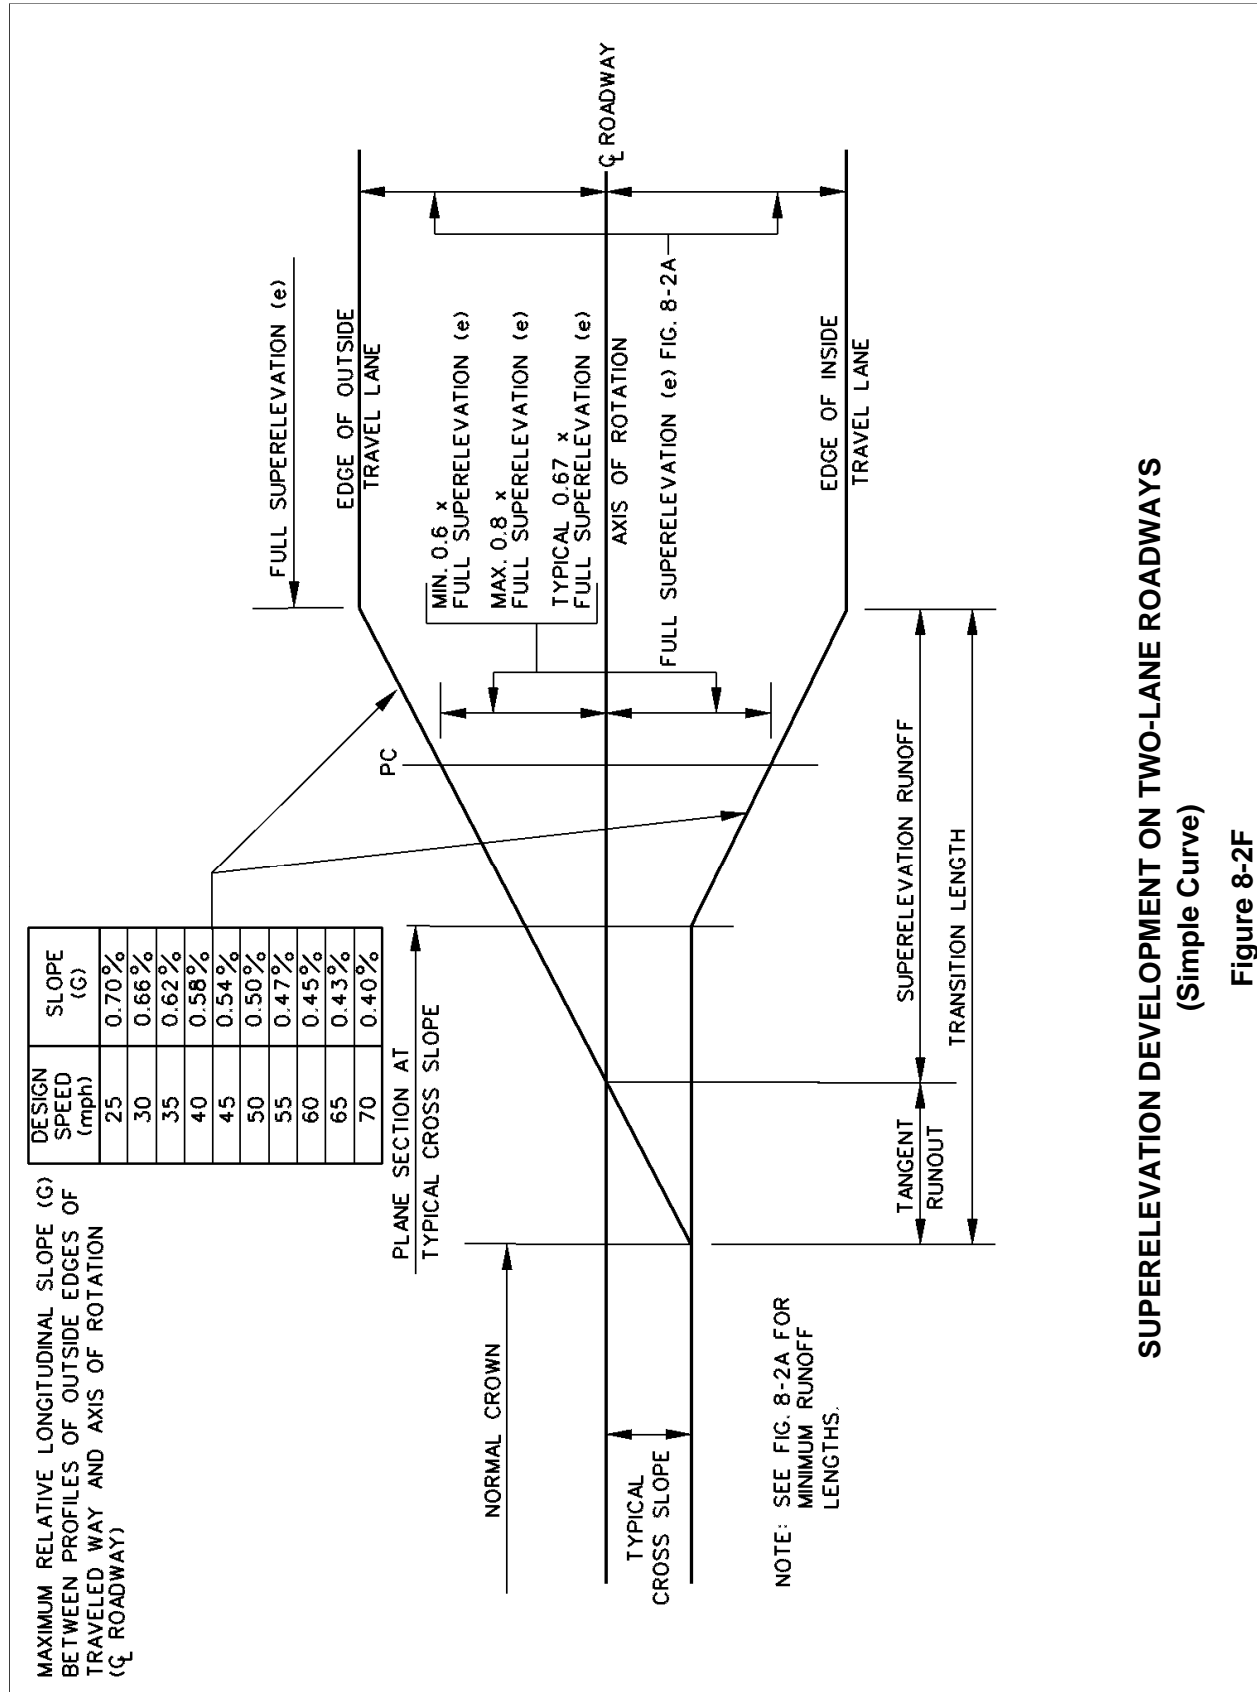 MAXIMUM RELATIVE LONGITUDINAL SLOPE (G)
BETWEEN PROFILES OF OUTSIDE EDGES OF
TRAVELED WAY AND AXIS OF ROTATION
(℄ ROADWAY)
DESIGN SPEED (mph) SLOPE (G)
25 0.70%
30 0.66%
35 0.62%
40 0.58%
45 0.54%
50 0.50%
55 0.47%
60 0.45%
65 0.43%
70 0.40%
PLANE SECTION AT
TYPICAL CROSS SLOPE
NORMAL CROWN
PC
FULL SUPERELEVATION (e)
EDGE OF OUTSIDE
TRAVEL LANE
MIN. 0.6 x
FULL SUPERELEVATION (e)
MAX. 0.8 x
FULL SUPERELEVATION (e)
TYPICAL 0.67 x
FULL SUPERELEVATION (e)
℄ ROADWAY
AXIS OF ROTATION
FULL SUPERELEVATION (e) FIG. 8-2A
TYPICAL
CROSS SLOPE
EDGE OF INSIDE
TRAVEL LANE
NOTE: SEE FIG. 8-2A FOR
MINIMUM RUNOFF
LENGTHS.
TANGENT
RUNOUT
SUPERELEVATION RUNOFF
TRANSITION LENGTH
SUPERELEVATION DEVELOPMENT ON TWO-LANE ROADWAYS
(Simple Curve)
Figure 8-2F